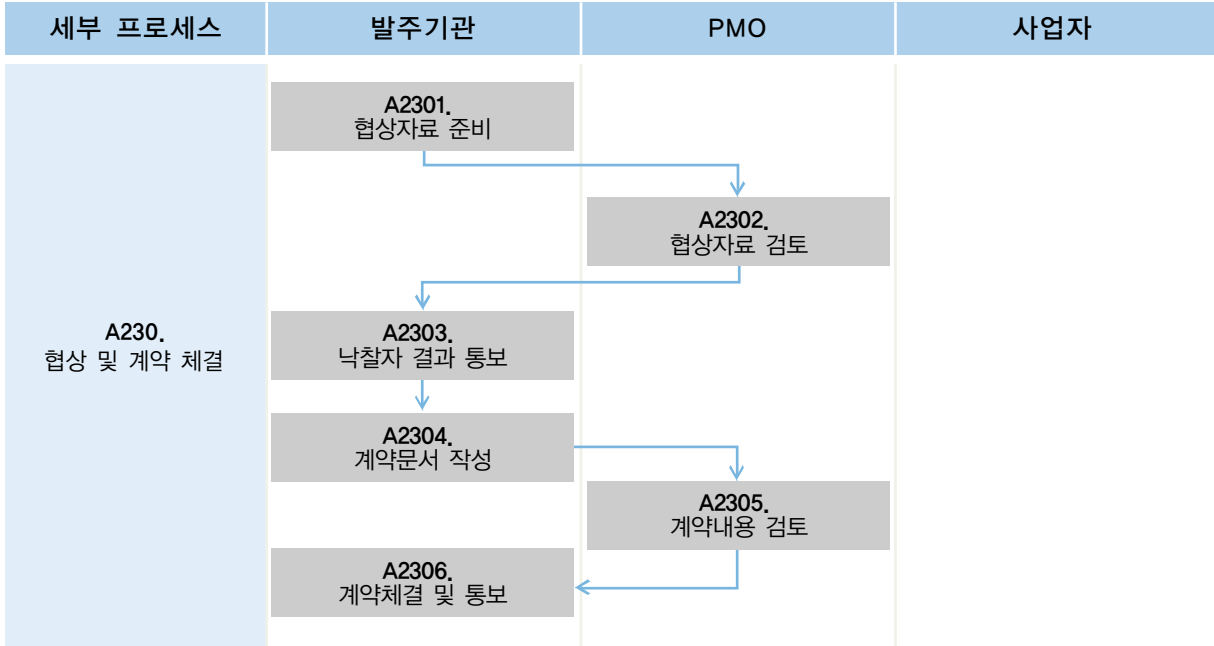 세부 프로세스
발주기관
PMO
사업자
A2301.
협상자료 준비
A2302.
협상자료 검토
A230.
협상 및 계약 체결
A2303.
낙찰자 결과 통보
A2304.
계약문서 작성
A2305.
계약내용 검토
A2306.
계약체결 및 통보